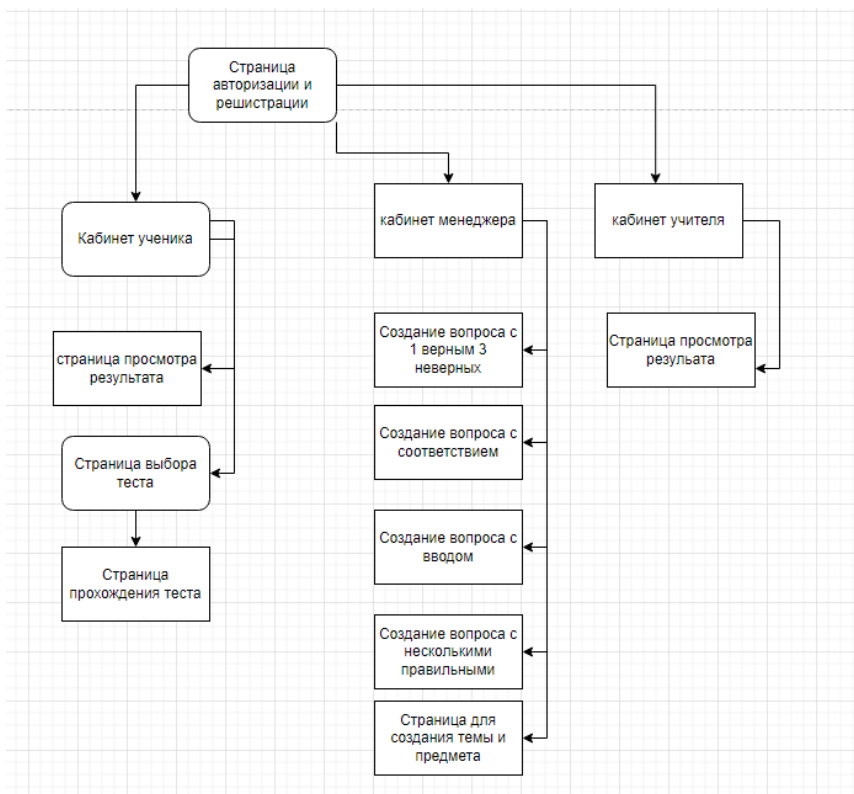 Страница
авторизации и
решистрации
Кабинет ученика
кабинет менеджера
кабинет учителя
страница просмотра
результата
Создание вопроса с
1 верным 3
неверных
Страница просмотра
резульата
Страница выбора
теста
Создание вопроса с
соответствием
Страница
прохождения теста
Создание вопроса с
вводом
Создание вопроса с
несколькими
правильными
Страница для
создания темы и
предмета